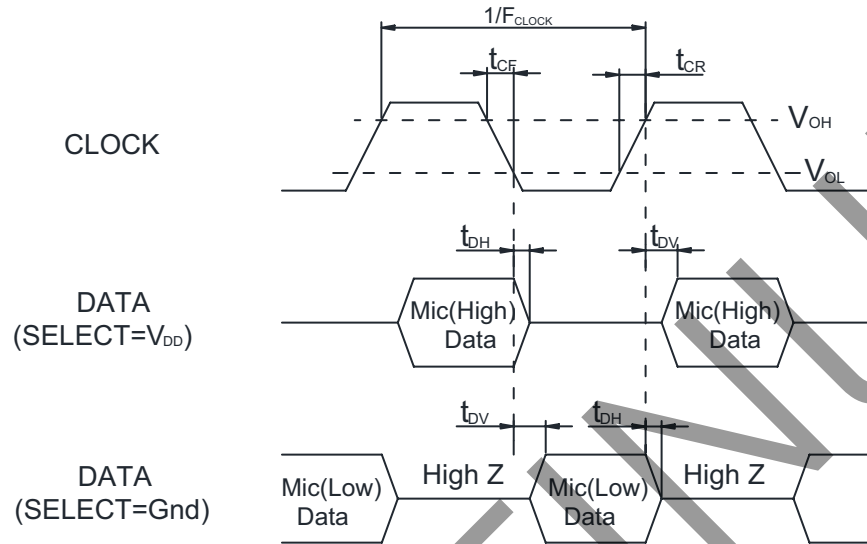 1/FCLOCK
tCF
tCR
CLOCK
VOH
VOL
tDH
tDV
DATA
(SELECT=VDD)
Mic(High)
Data
Mic(High)
Data
tDV
tDH
DATA
(SELECT=Gnd)
Mic(Low)
Data
High Z
Mic(Low)
Data
High Z